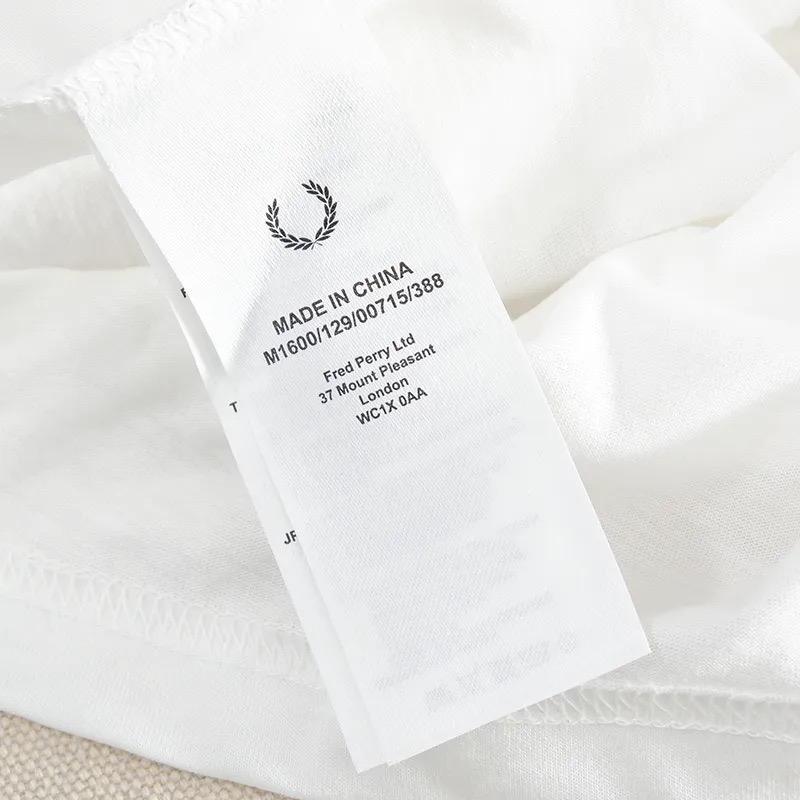 MADE IN CHINA
M1600/129/00715/388
Fred Perry Ltd
37 Mount Pleasant
London
WC1X 0AA